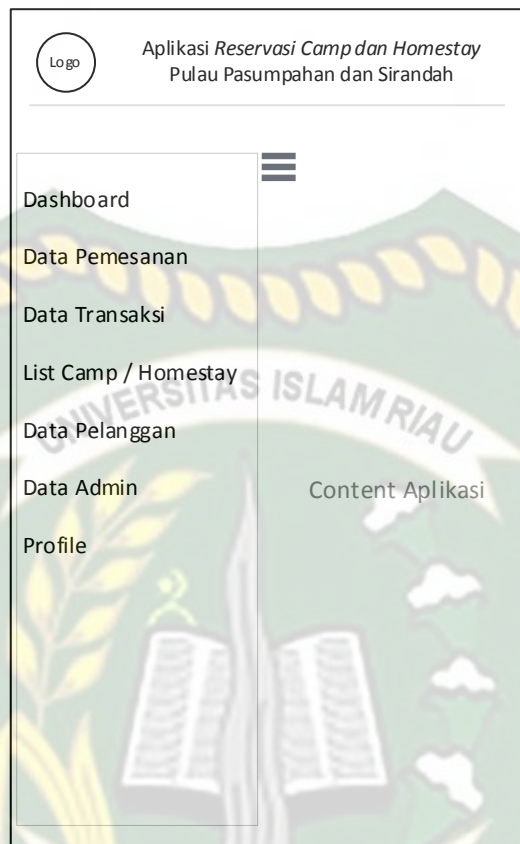 Logo
Aplikasi Reservasi Camp dan Homestay
Pulau Pasumpahan dan Sirandah
Dashboard
Data Pemesanan
Data Transaksi
List Camp / Homestay
UNIVERSITAS ISLAM RIAU
Data Pelanggan
Data Admin
Content Aplikasi
Profile